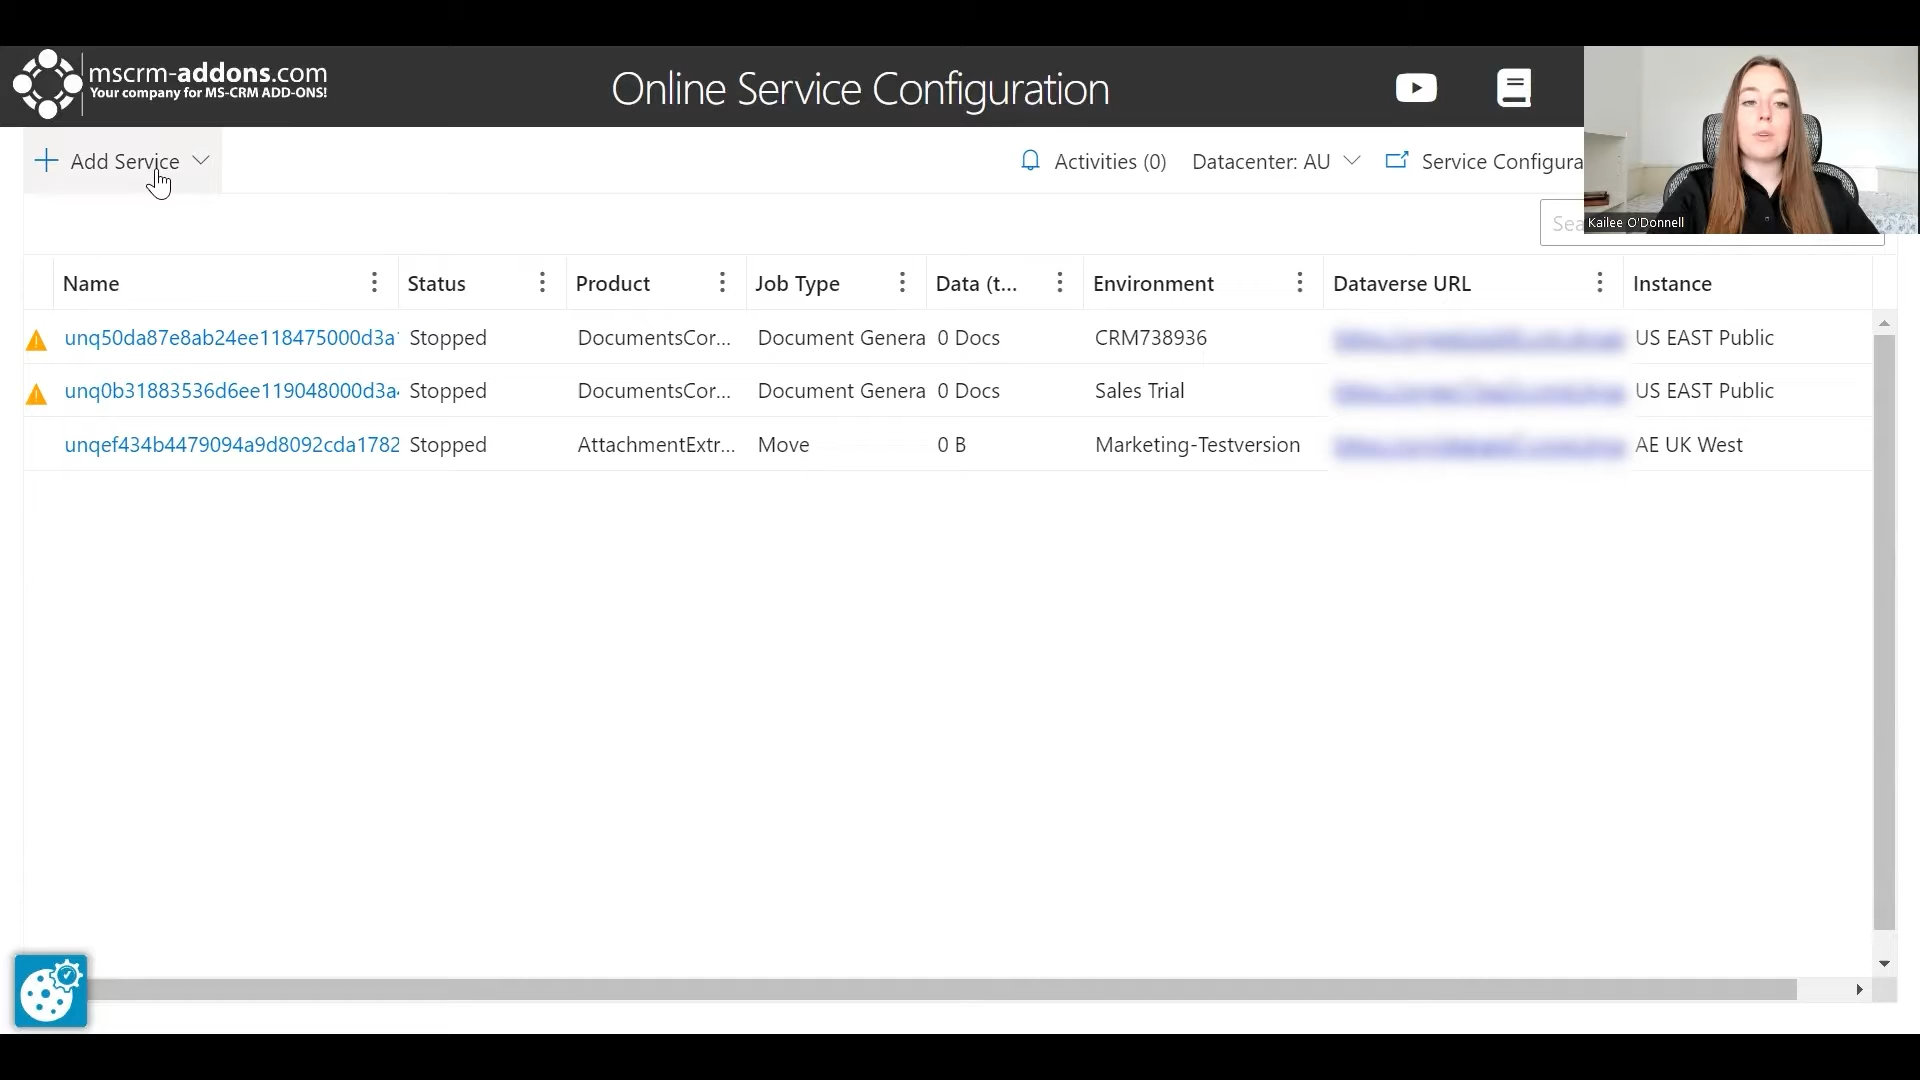 mscrm-addons.com
Your company for MS-CRM ADD-ONS!
Online Service Configuration
Add Service
Activities (0)
Datacenter: AU
Service Configura
Sea
Kailee O'Donnell
Name
Status
Product
Job Type
Data (t...
Environment
Dataverse URL
Instance
unq50da87e8ab24ee118475000d3a Stopped DocumentsCor... Document Genera 0 Docs CRM738936 US EAST Public
unq0b31883536d6ee119048000d3a Stopped DocumentsCor... Document Genera 0 Docs Sales Trial US EAST Public
unqef434b4479094a9d8092cda1782 Stopped AttachmentExtr... Move 0 B Marketing-Testversion AE UK West